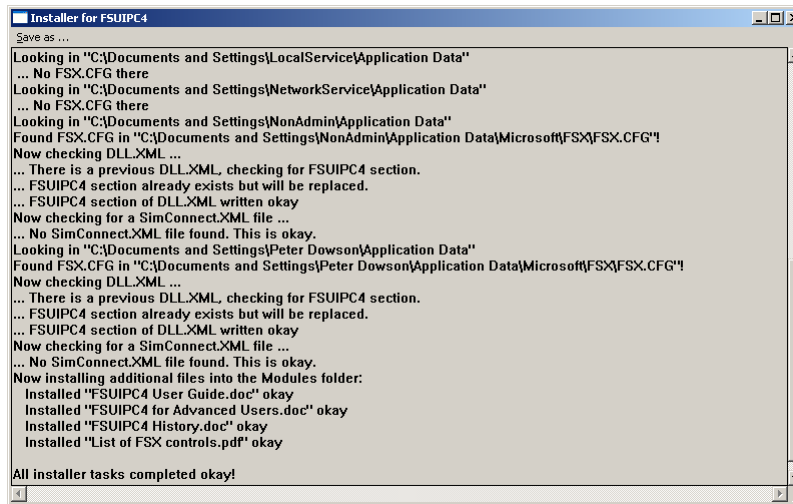 Installer for FSUIPC4
Save as ...
Looking in "C:\Documents and Settings\LocalService\Application Data"
... No FSX.CFG there
Looking in "C:\Documents and Settings\NetworkService\Application Data"
... No FSX.CFG there
Looking in "C:\Documents and Settings\NonAdmin\Application Data"
Found FSX.CFG in "C:\Documents and Settings\NonAdmin\Application Data\Microsoft\FSX\FSX.CFG"!
Now checking DLL.XML ...
... There is a previous DLL.XML, checking for FSUIPC4 section.
... FSUIPC4 section already exists but will be replaced.
... FSUIPC4 section of DLL.XML written okay
Now checking for a SimConnect.XML file ...
... No SimConnect.XML file found. This is okay.
Looking in "C:\Documents and Settings\Peter Dowson\Application Data"
Found FSX.CFG in "C:\Documents and Settings\Peter Dowson\Application Data\Microsoft\FSX\FSX.CFG"!
Now checking DLL.XML ...
... There is a previous DLL.XML, checking for FSUIPC4 section.
... FSUIPC4 section already exists but will be replaced.
... FSUIPC4 section of DLL.XML written okay
Now checking for a SimConnect.XML file ...
... No SimConnect.XML file found. This is okay.
Now installing additional files into the Modules folder:
Installed "FSUIPC4 User Guide.doc" okay
Installed "FSUIPC4 for Advanced Users.doc" okay
Installed "FSUIPC4 History.doc" okay
Installed "List of FSX controls.pdf" okay
All installer tasks completed okay!